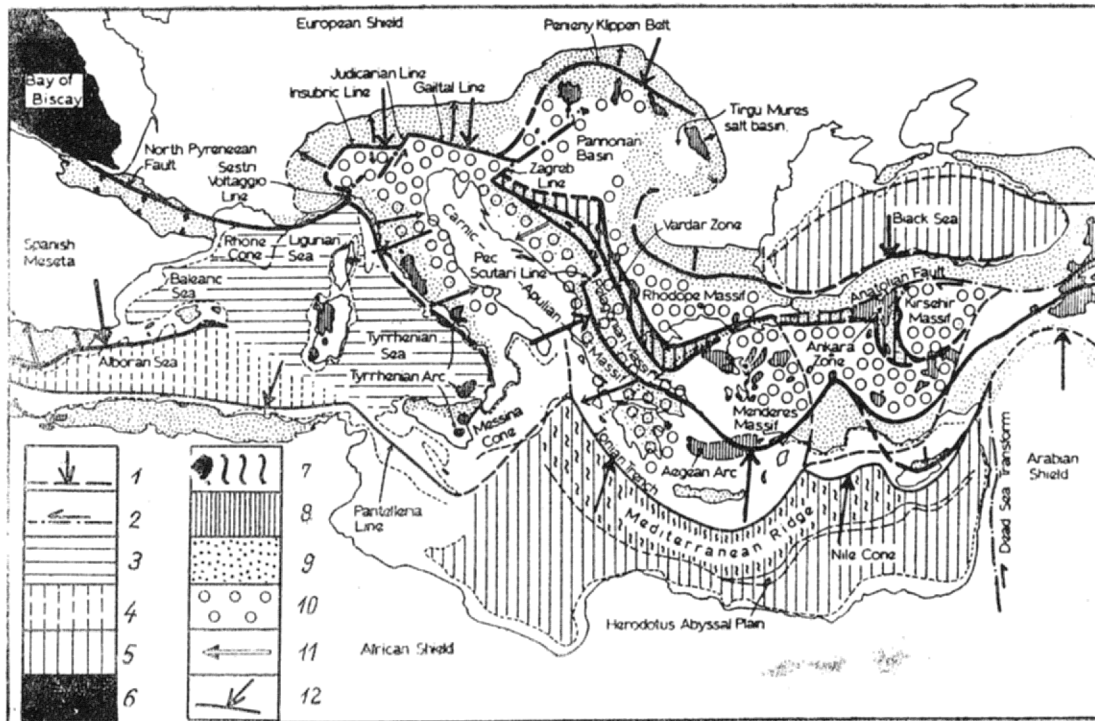 European Shield
Penieny Klippen Belt
Bay of
Biscay
Judicarian Line
Insubric Line
Gailtal Line
Tirgu Mures
salt basin
North Pyreneean
Fault
Sestri
Voltaggio
Line
Pannonian
Basin
Zagreb
Line
Spanish
Meseta
Rhone
Cone
Ligurian
Sea
Carnic -
Apulian
Vardar Zone
Black Sea
Balearic
Sea
Pec
Scutari Line
Rhodope Massif
Anatolian Fault
Kirsehir
Massif
Alboran Sea
Tyrrhenian
Sea
Massif
Ankara
Zone
Tyrrhenian Arc
Menderes
Massif
Messina
Cone
Ionian Trench
Aegean Arc
Arabian
Shield
Dead Sea Transform
Pantelleria
Line
Mediterranean Ridge
Nile Cone
Herodotus Abyssal Plain
African Shield
1
2
3
4
5
6
7
8
9
10
11
12